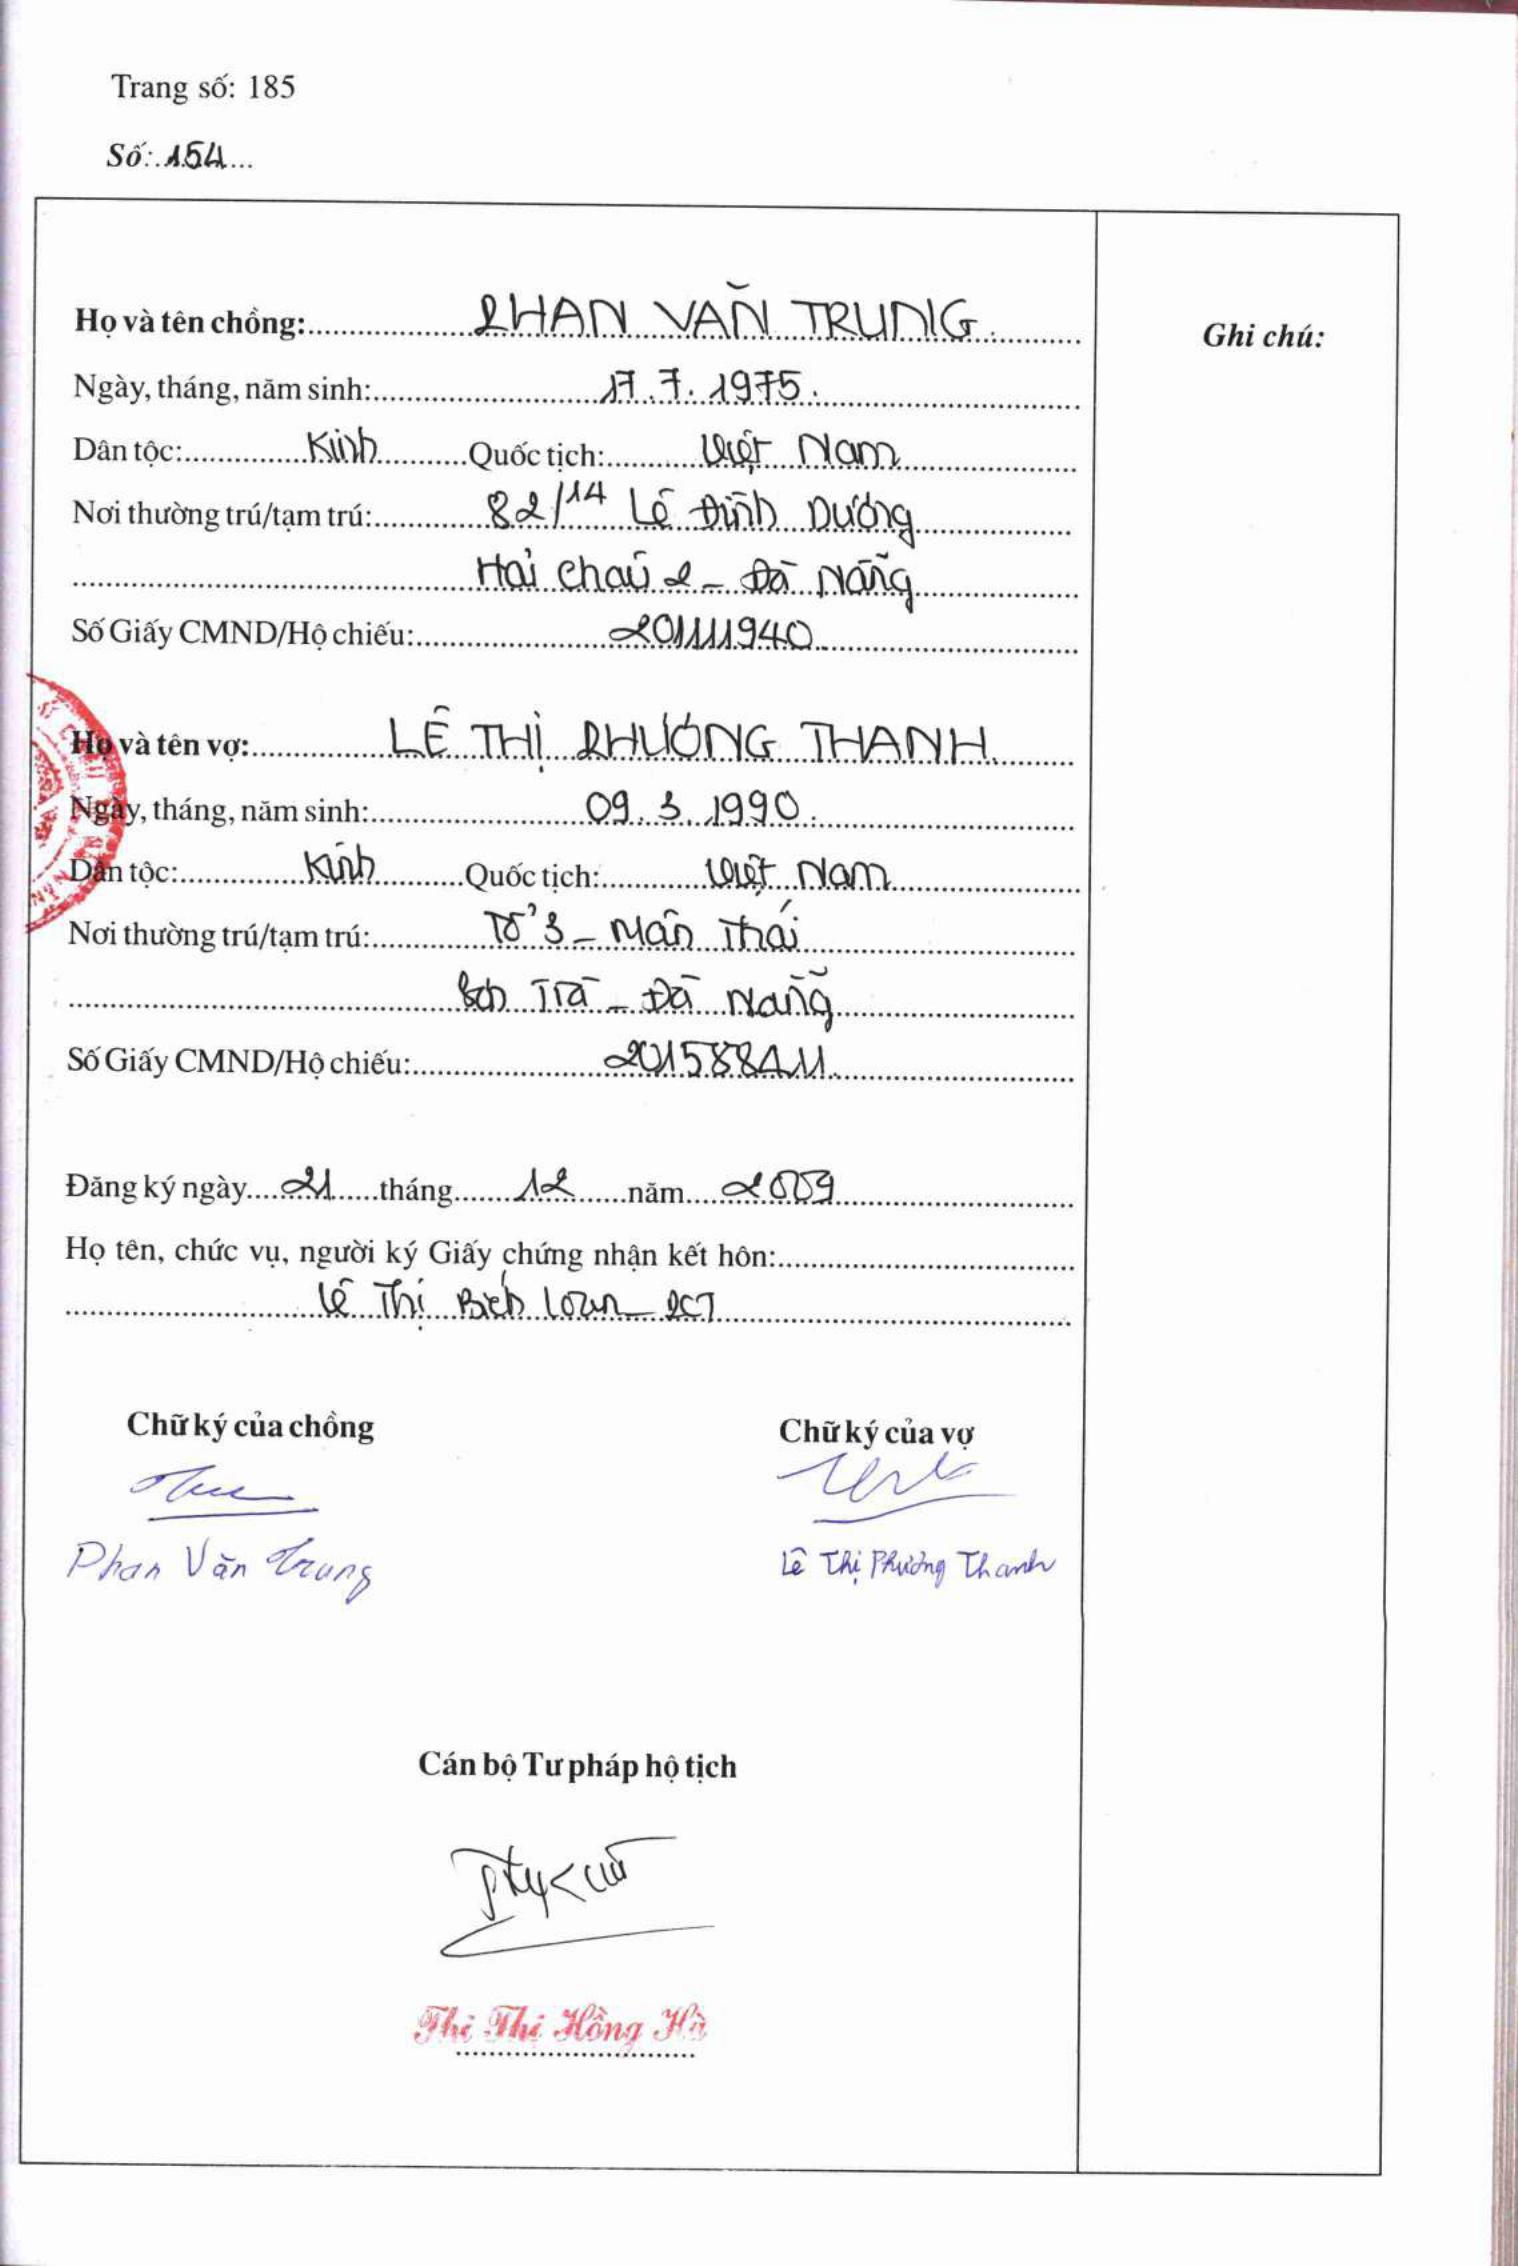 Trang số: 185
Số: 154
Họ và tên chồng: PHAN VĂN TRUNG
Ghi chú:
Ngày, tháng, năm sinh: 17.7.1975.
Dân tộc: Kinh Quốc tịch: Việt Nam
Nơi thường trú/tạm trú: 82/14 Lê Đình Dương
Hải Châu 2 - Đà Nẵng
Số Giấy CMND/Hộ chiếu: 201111940
Họ và tên vợ: LÊ THỊ PHƯƠNG THANH
Ngày, tháng, năm sinh: 09.3.1990.
Dân tộc: Kinh Quốc tịch: Việt Nam
Nơi thường trú/tạm trú: Tổ 3 - Mân Thái
Sơn Trà - Đà Nẵng
Số Giấy CMND/Hộ chiếu: 201588411
Đăng ký ngày 21 tháng 12 năm 2009
Họ tên, chức vụ, người ký Giấy chứng nhận kết hôn:
Lê Thị Bích Loan - PCT
Chữ ký của chồng
Chữ ký của vợ
Phan Văn Trung
Lê Thị Phương Thanh
Cán bộ Tư pháp hộ tịch
Thi Thị Hồng Hà